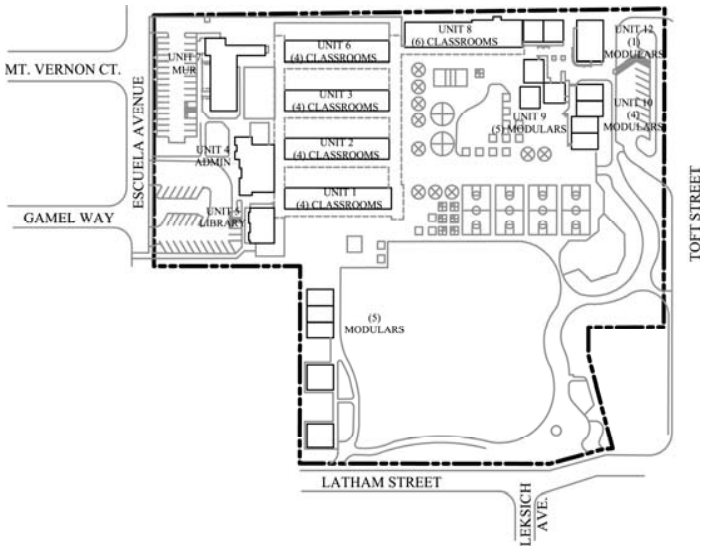 MT. VERNON CT.
ESCUELA AVENUE
GAMEL WAY
UNIT
MUR
UNIT 6
(4) CLASSROOMS
UNIT 8
(6) CLASSROOMS
UNIT 12
(1)
MODULARS
UNIT 3
(4) CLASSROOMS
UNIT 9
(5) MODULARS
UNIT 10
(4)
MODULARS
UNIT 4
ADMIN
UNIT 2
(4) CLASSROOMS
UNIT 1
(4) CLASSROOMS
UNIT 5
LIBRARY
TOFT STREET
(5)
MODULARS
LATHAM STREET
LEKSICH
AVE.